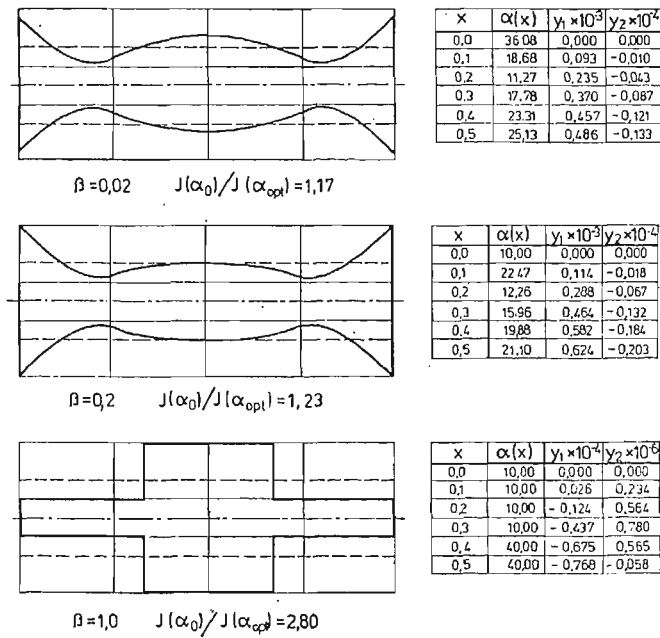 x α(x) y₁×10⁻³ y₂×10⁻⁴
0,0 36.08 0,000 0,000
0,1 18,68 0,093 -0,010
0,2 11,27 0,235 -0,043
0,3 17,78 0,370 -0,087
0,4 23.31 0,457 -0,121
0,5 25,13 0,486 -0,133
β=0,02 J(α₀)/J(αopt)=1,17
x α(x) y₁×10⁻³ y₂×10⁻⁴
0,0 10,00 0,000 0,000
0,1 22,47 0,114 -0,018
0,2 12,26 0,288 -0,067
0,3 15,96 0,464 -0,132
0,4 19,88 0,582 -0,184
0,5 21,10 0,624 -0,203
β=0,2 J(α₀)/J(αopt)=1,23
x α(x) y₁×10⁻⁴ y₂×10⁻⁶
0,0 10,00 0,000 0,000
0,1 10,00 0,026 0,234
0,2 10,00 -0,124 0,564
0,3 10,00 -0,437 0,780
0,4 40,00 -0,675 0,565
0,5 40,00 -0,768 -0,058
β=1,0 J(α₀)/J(αopt)=2,80